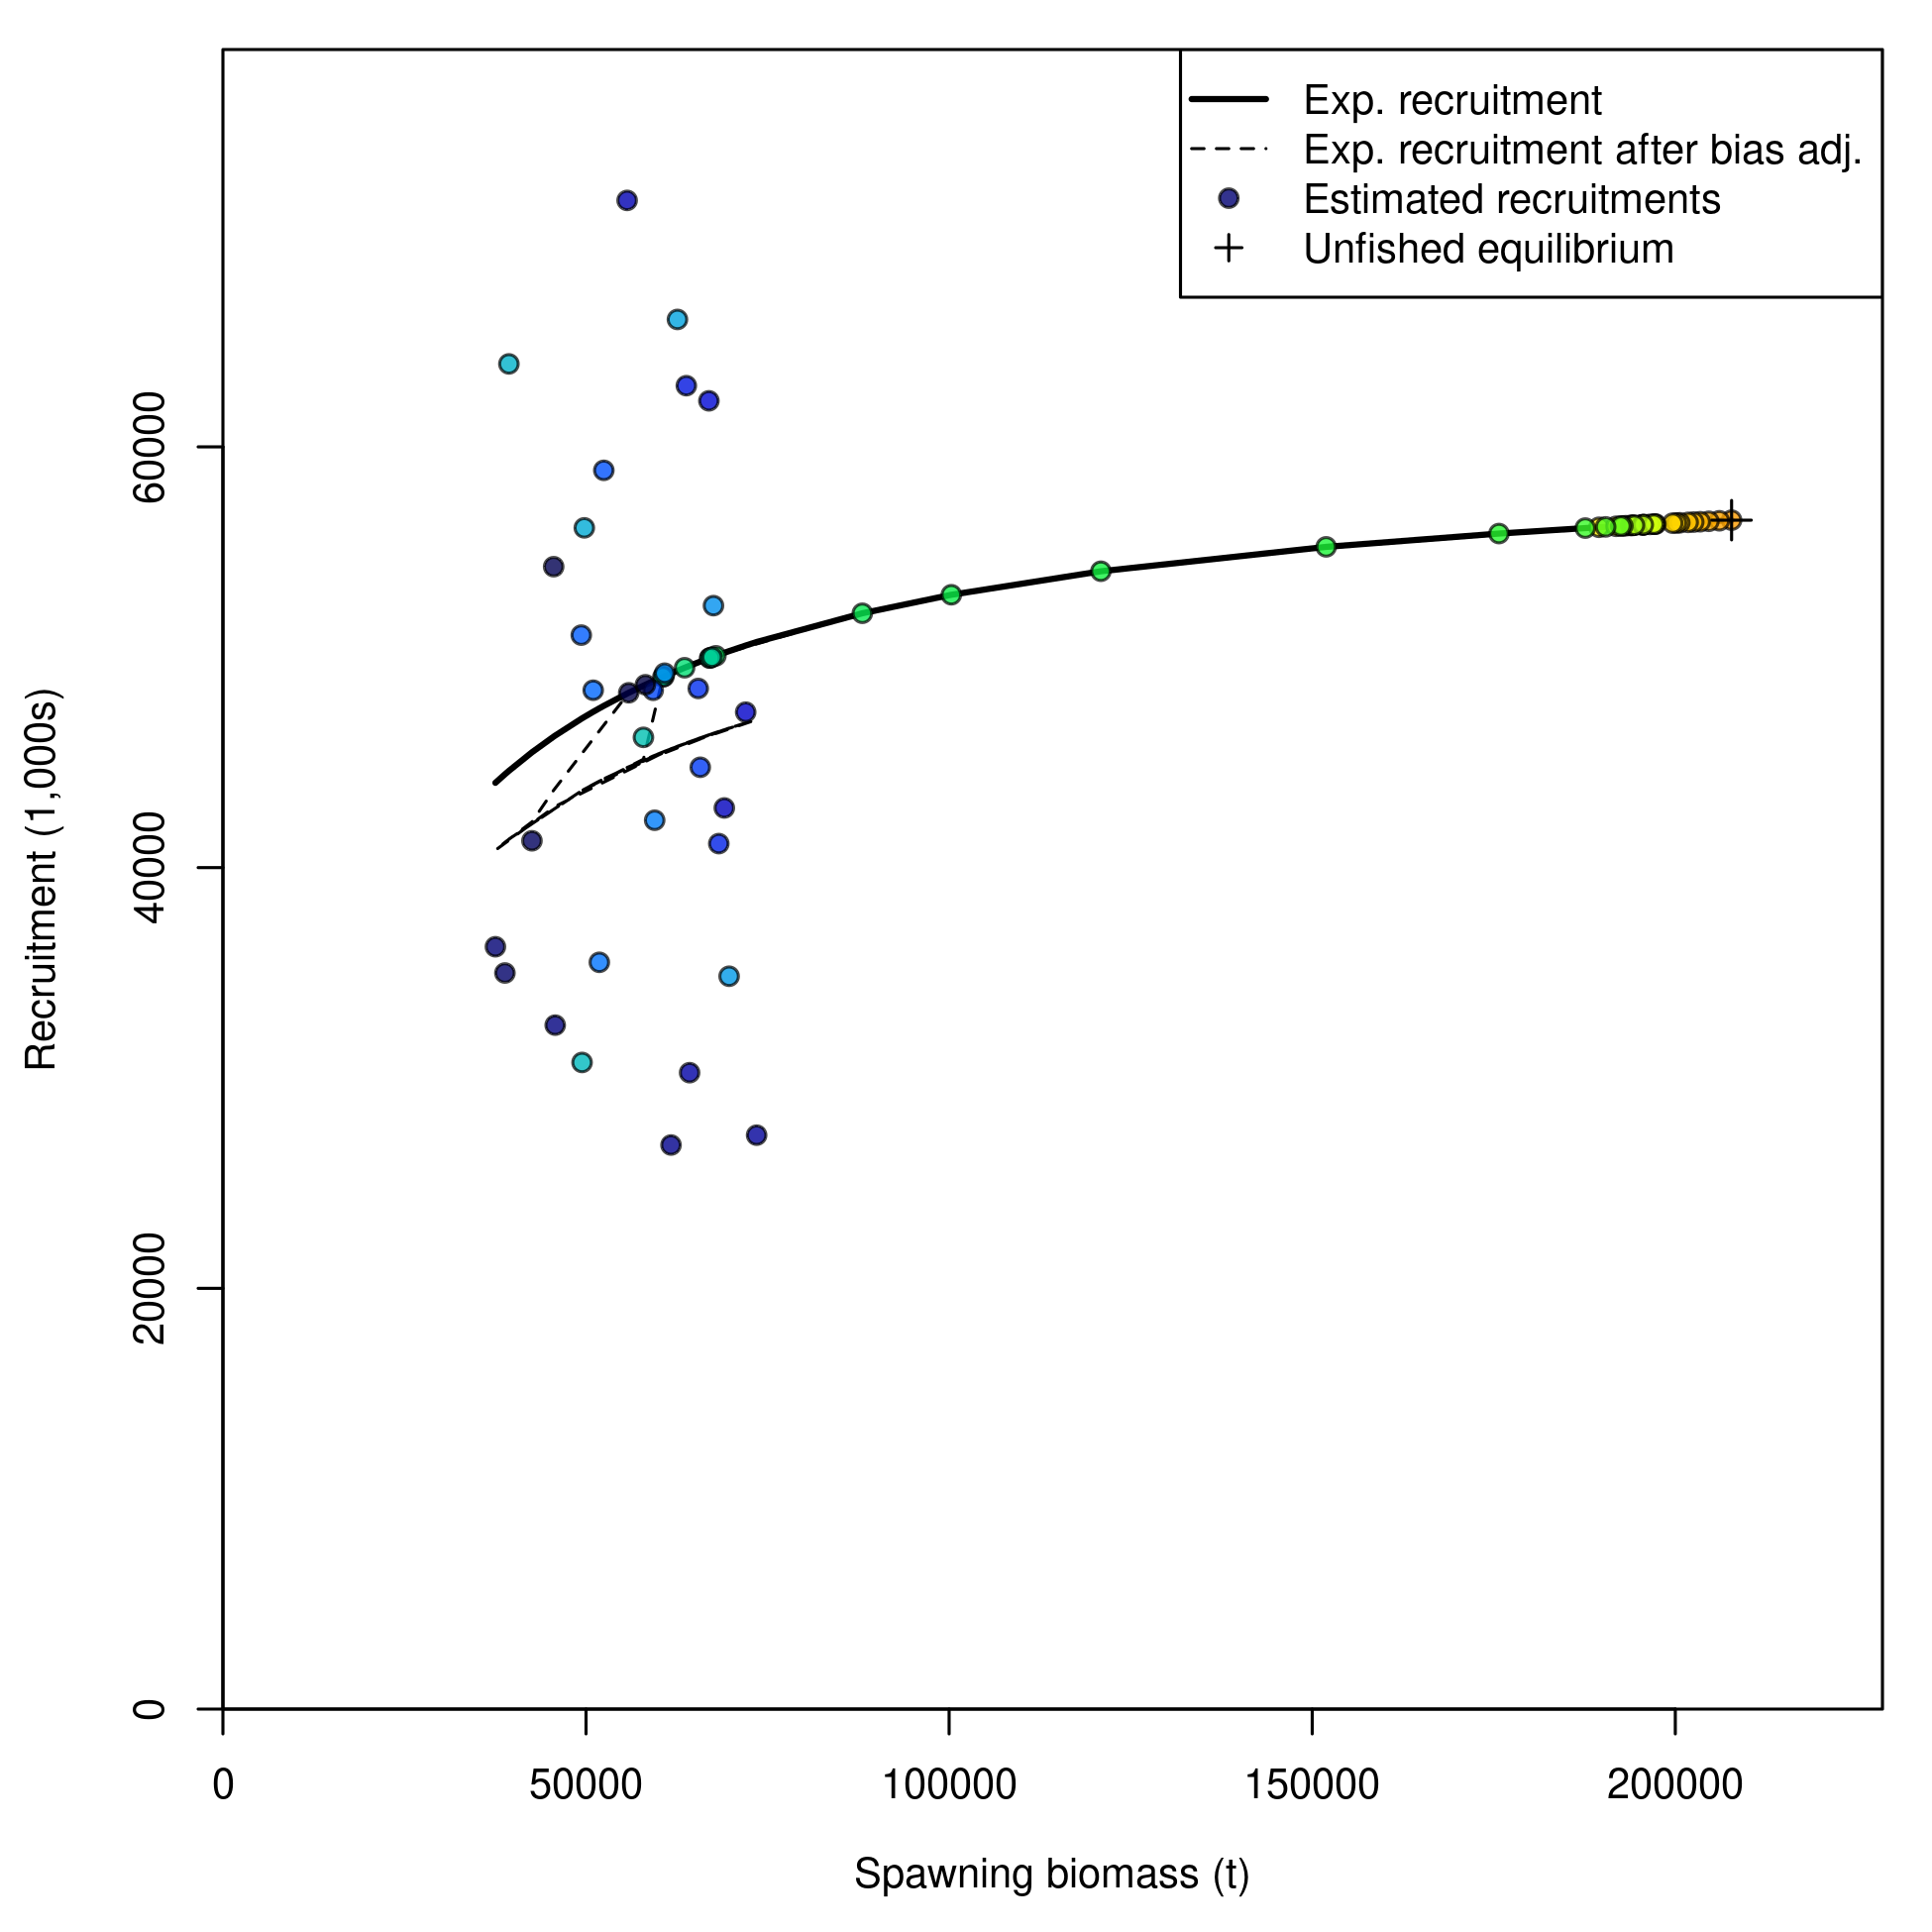 Exp. recruitment
Exp. recruitment after bias adj.
Estimated recruitments
Unfished equilibrium
Recruitment (1,000s)
60000
40000
20000
0
0 50000 100000 150000 200000
Spawning biomass (t)